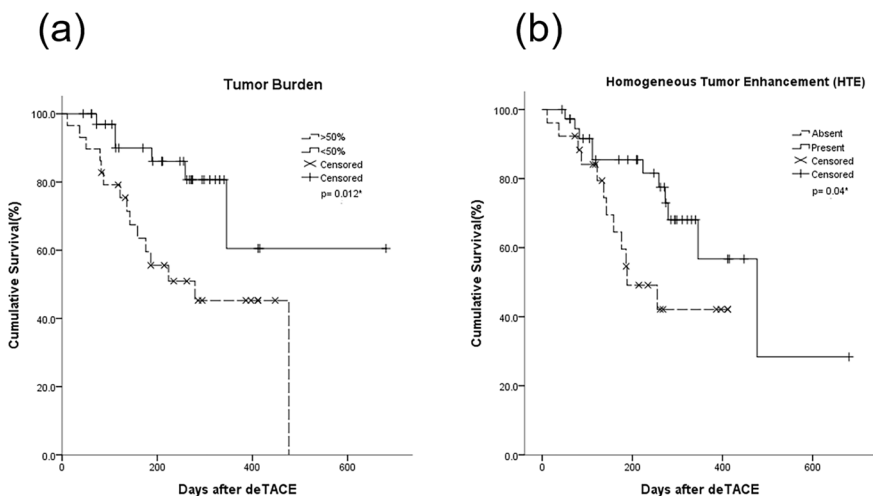 (a)
Tumor Burden
100.0
80.0
60.0
40.0
20.0
0.0
Cumulative Survival(%)
>50%
<50%
Censored
Censored
p= 0.012*
0
200
400
600
Days after deTACE
(b)
Homogeneous Tumor Enhancement (HTE)
100.0
80.0
60.0
40.0
20.0
0.0
Cumulative Survival(%)
Absent
Present
Censored
Censored
p= 0.04*
0
200
400
600
Days after deTACE